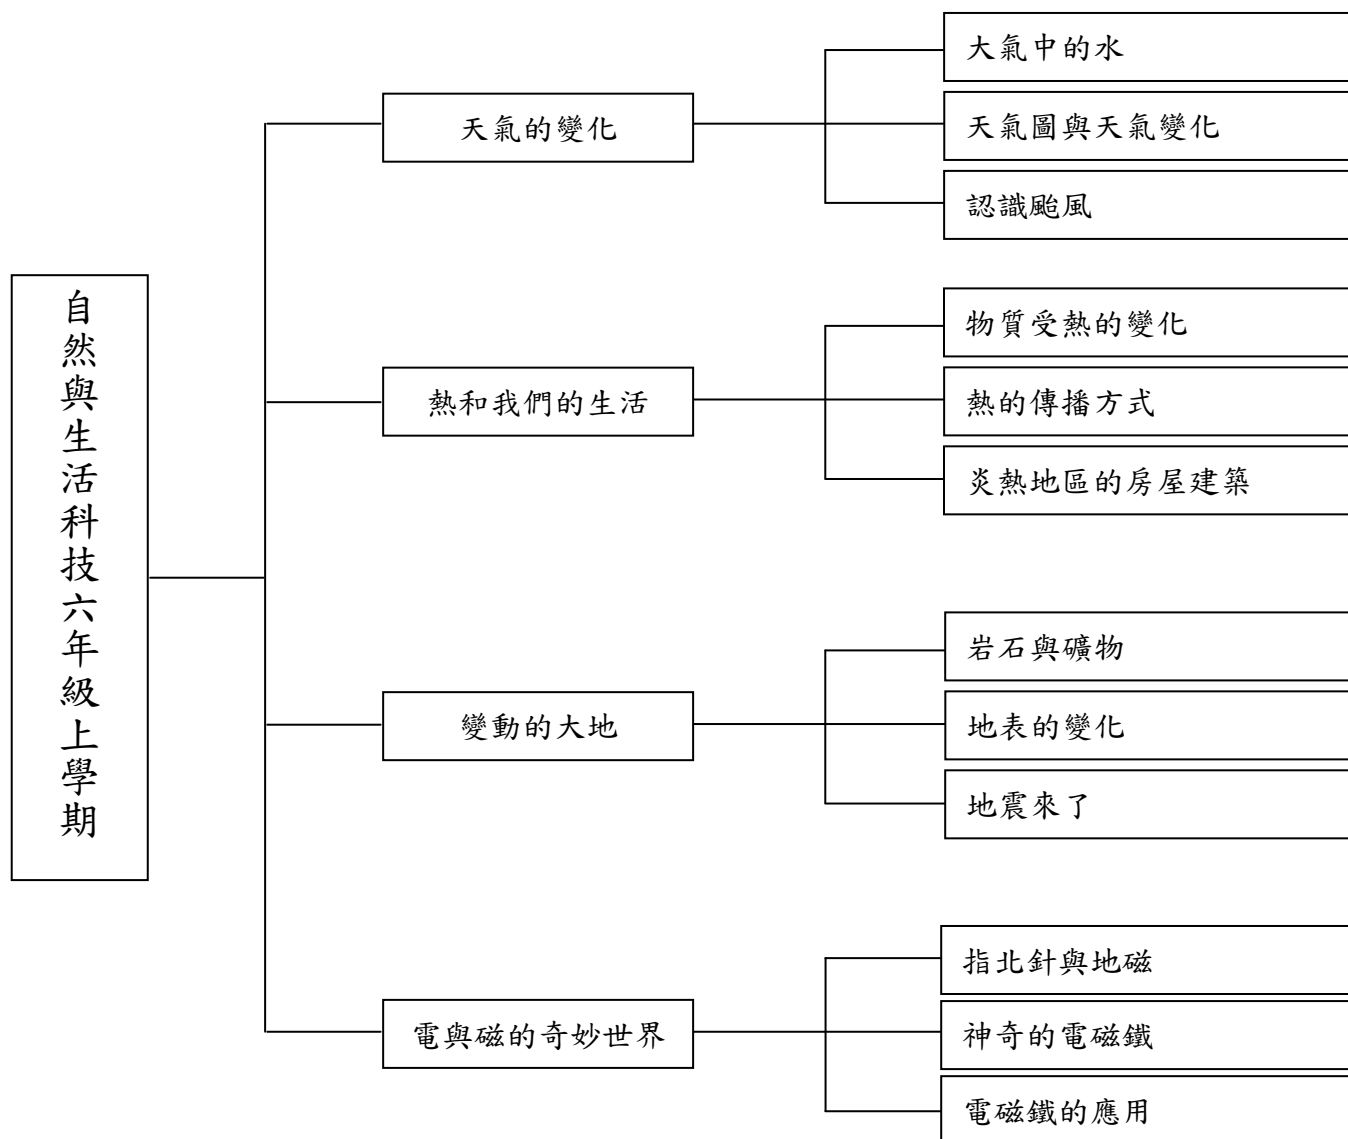 自然與生活科技六年級上學期
天氣的變化
大氣中的水
天氣圖與天氣變化
認識颱風
熱和我們的生活
物質受熱的變化
熱的傳播方式
炎熱地區的房屋建築
變動的大地
岩石與礦物
地表的變化
地震來了
電與磁的奇妙世界
指北針與地磁
神奇的電磁鐵
電磁鐵的應用